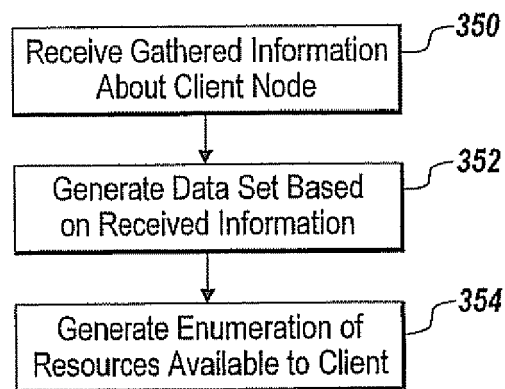 350
Receive Gathered Information
About Client Node
352
Generate Data Set Based
on Received Information
354
Generate Enumeration of
Resources Available to Client